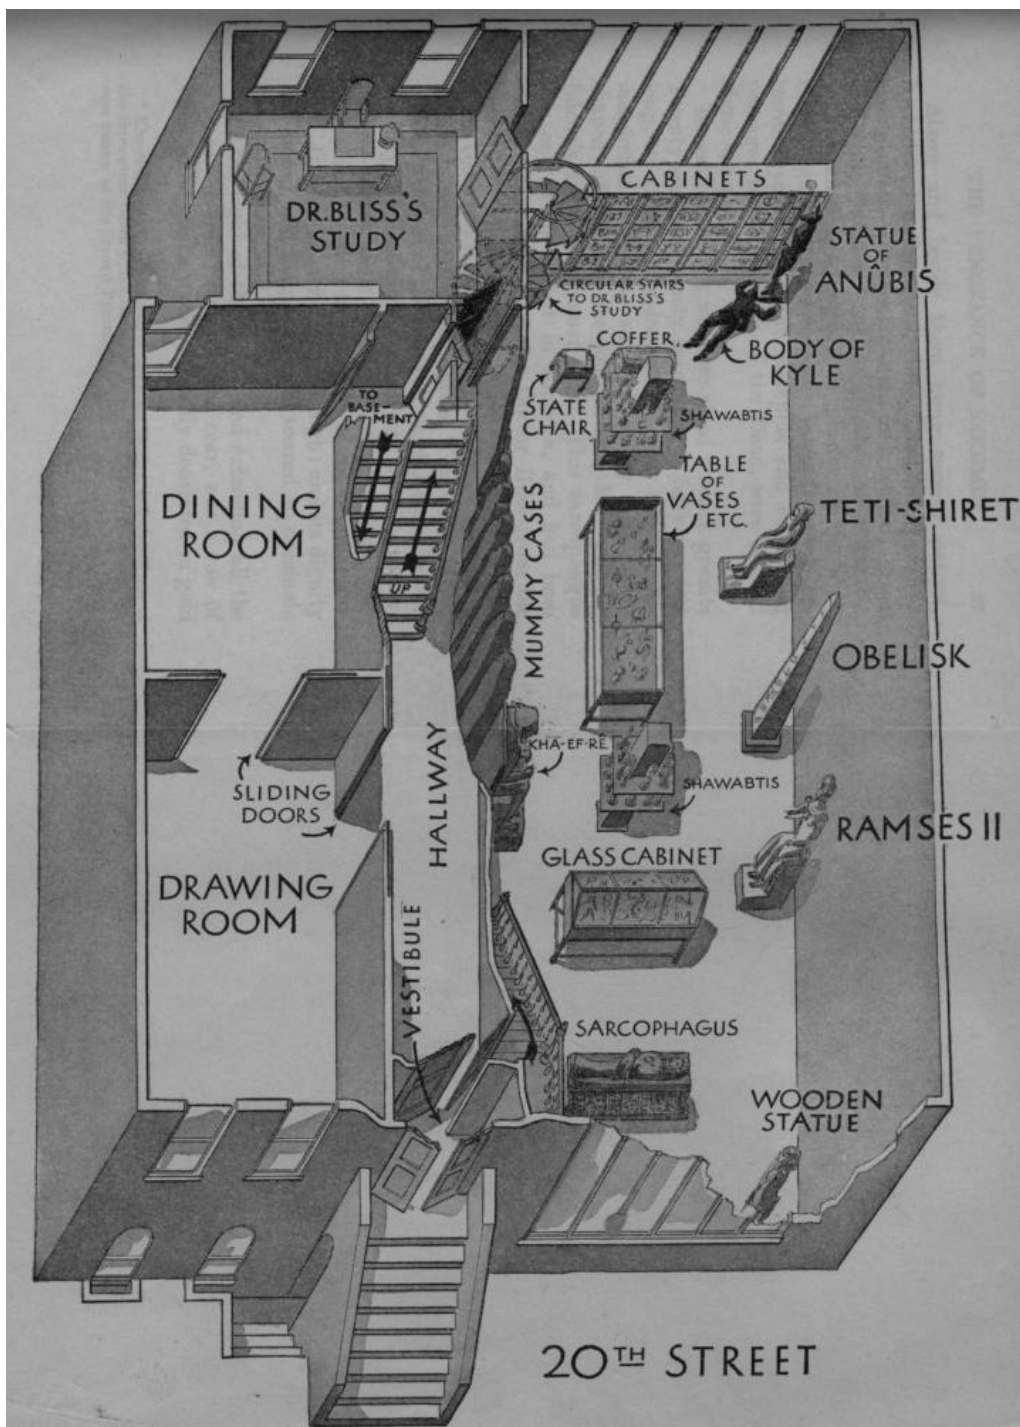 DR.BLISS'S
STUDY
CABINETS
STATUE
OF
ANÛBIS
CIRCULAR STAIRS
TO DR BLISS'S
STUDY
BODY OF
KYLE
COFFER.
STATE
CHAIR
SHAWABTIS
TO
BASE-
MENT
UP
DINING
ROOM
MUMMY CASES
TABLE
OF
VASES
ETC.
TETI-SHIRET
OBELISK
HALLWAY
KHA-EF-RE
SHAWABTIS
SLIDING
DOORS
RAMSES II
GLASS CABINET
DRAWING
ROOM
VESTIBULE
SARCOPHAGUS
WOODEN
STATUE
20TH STREET